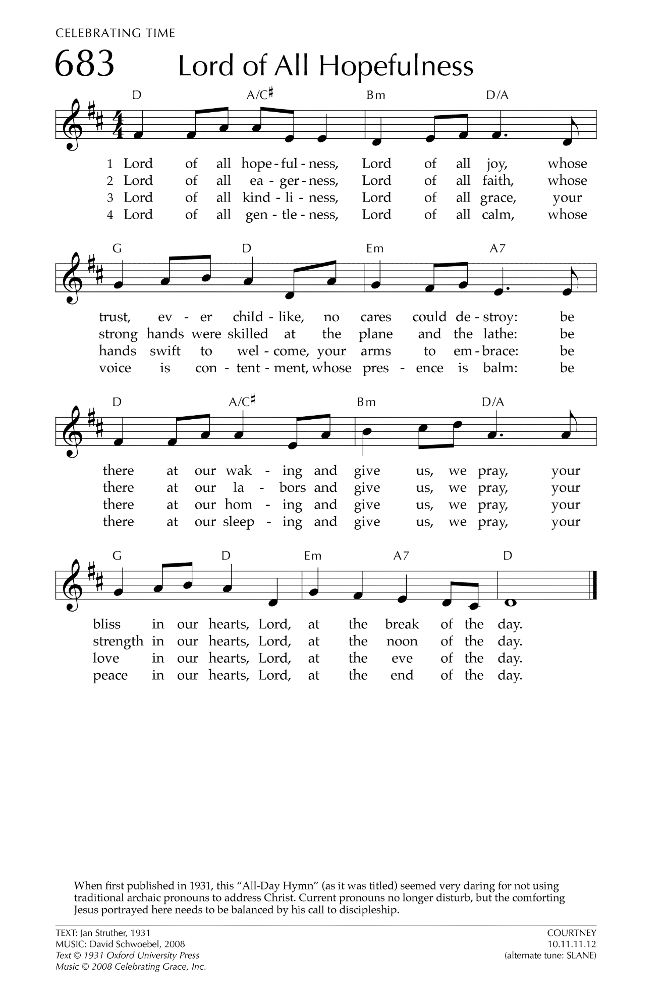 CELEBRATING TIME
683 Lord of All Hopefulness
D A/C♯ Bm D/A
4/4
1 Lord of all hope - ful - ness, Lord of all joy, whose
2 Lord of all ea - ger - ness, Lord of all faith, whose
3 Lord of all kind - li - ness, Lord of all grace, your
4 Lord of all gen - tle - ness, Lord of all calm, whose
G D Em A7
trust, ev - er child - like, no cares could de - stroy: be
strong hands were skilled at the plane and the lathe: be
hands swift to wel - come, your arms to em - brace: be
voice is con - tent - ment, whose pres - ence is balm: be
D A/C♯ Bm D/A
there at our wak - ing and give us, we pray, your
there at our la - bors and give us, we pray, your
there at our hom - ing and give us, we pray, your
there at our sleep - ing and give us, we pray, your
G D Em A7 D
bliss in our hearts, Lord, at the break of the day.
strength in our hearts, Lord, at the noon of the day.
love in our hearts, Lord, at the eve of the day.
peace in our hearts, Lord, at the end of the day.
When first published in 1931, this “All-Day Hymn” (as it was titled) seemed very daring for not using
traditional archaic pronouns to address Christ. Current pronouns no longer disturb, but the comforting
Jesus portrayed here needs to be balanced by his call to discipleship.
TEXT: Jan Struther, 1931 COURTNEY
MUSIC: David Schwoebel, 2008 10.11.11.12
Text © 1931 Oxford University Press (alternate tune: SLANE)
Music © 2008 Celebrating Grace, Inc.